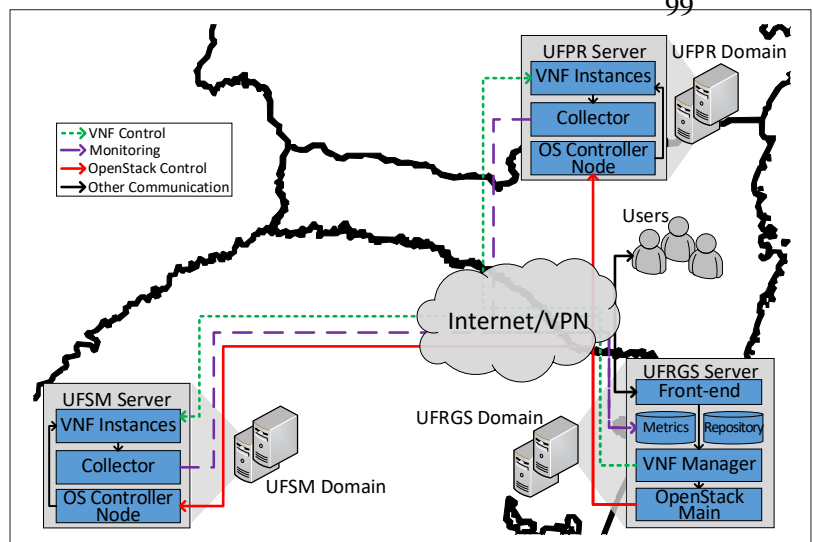 99
UFPR Server
UFPR Domain
VNF Instances
Collector
OS Controller
Node
VNF Control
Monitoring
OpenStack Control
Other Communication
Users
Internet/VPN
UFSM Server
VNF Instances
Collector
OS Controller
Node
UFSM Domain
UFRGS Domain
UFRGS Server
Front-end
Metrics
Repository
VNF Manager
OpenStack
Main